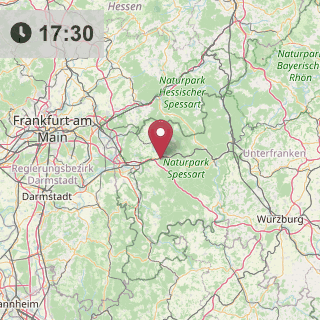 Hessen
17:30
Naturpark
Bayerische
Rhön
Naturpark
Hessischer
Spessart
Frankfurt am
Main
Unterfranken
Naturpark
Spessart
Regierungsbezirk
Darmstadt
Darmstadt
Würzburg
annheim